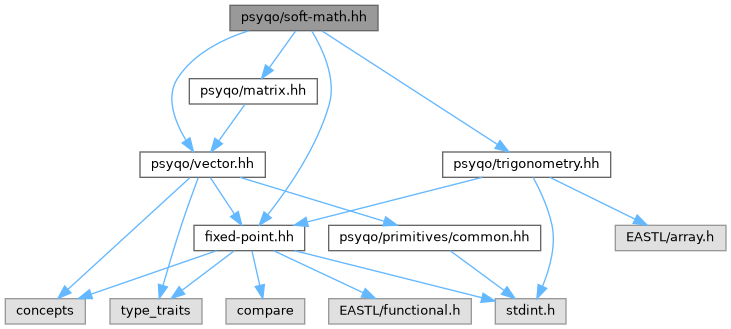 psyqo/soft-math.hh
psyqo/matrix.hh
psyqo/vector.hh
psyqo/trigonometry.hh
fixed-point.hh
psyqo/primitives/common.hh
EASTL/array.h
concepts
type_traits
compare
EASTL/functional.h
stdint.h